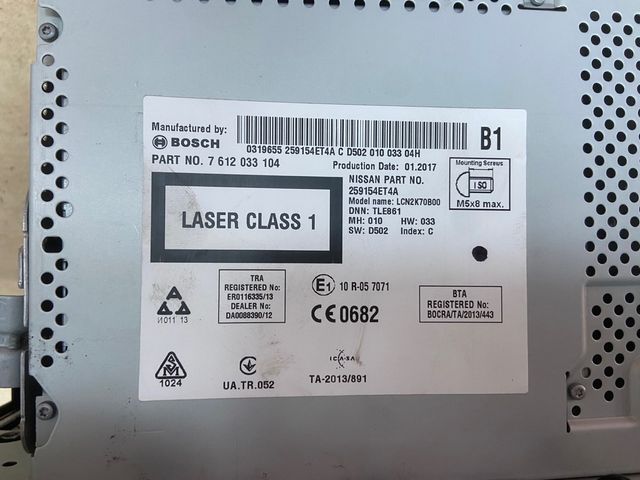 Manufactured by:
BOSCH
0319655 259154ET4A C D502 010 033 04H
B1
PART NO. 7 612 033 104
Production Date: 01.2017
LASER CLASS 1
NISSAN PART NO.
259154ET4A
Model name: LCN2K70B00
DNN: TLE861
MH: 010 HW: 033
SW: D502 Index: C
Mounting Screws
ISO
M5x8 max.
TRA
REGISTERED No:
ER0116335/13
DEALER No:
DA0088390/12
E1 10 R-05 7071
CE0682
BTA
REGISTERED No:
BOCRA/TA/2013/443
И011 13
1024
UA.TR.052
ICASA
TA-2013/891